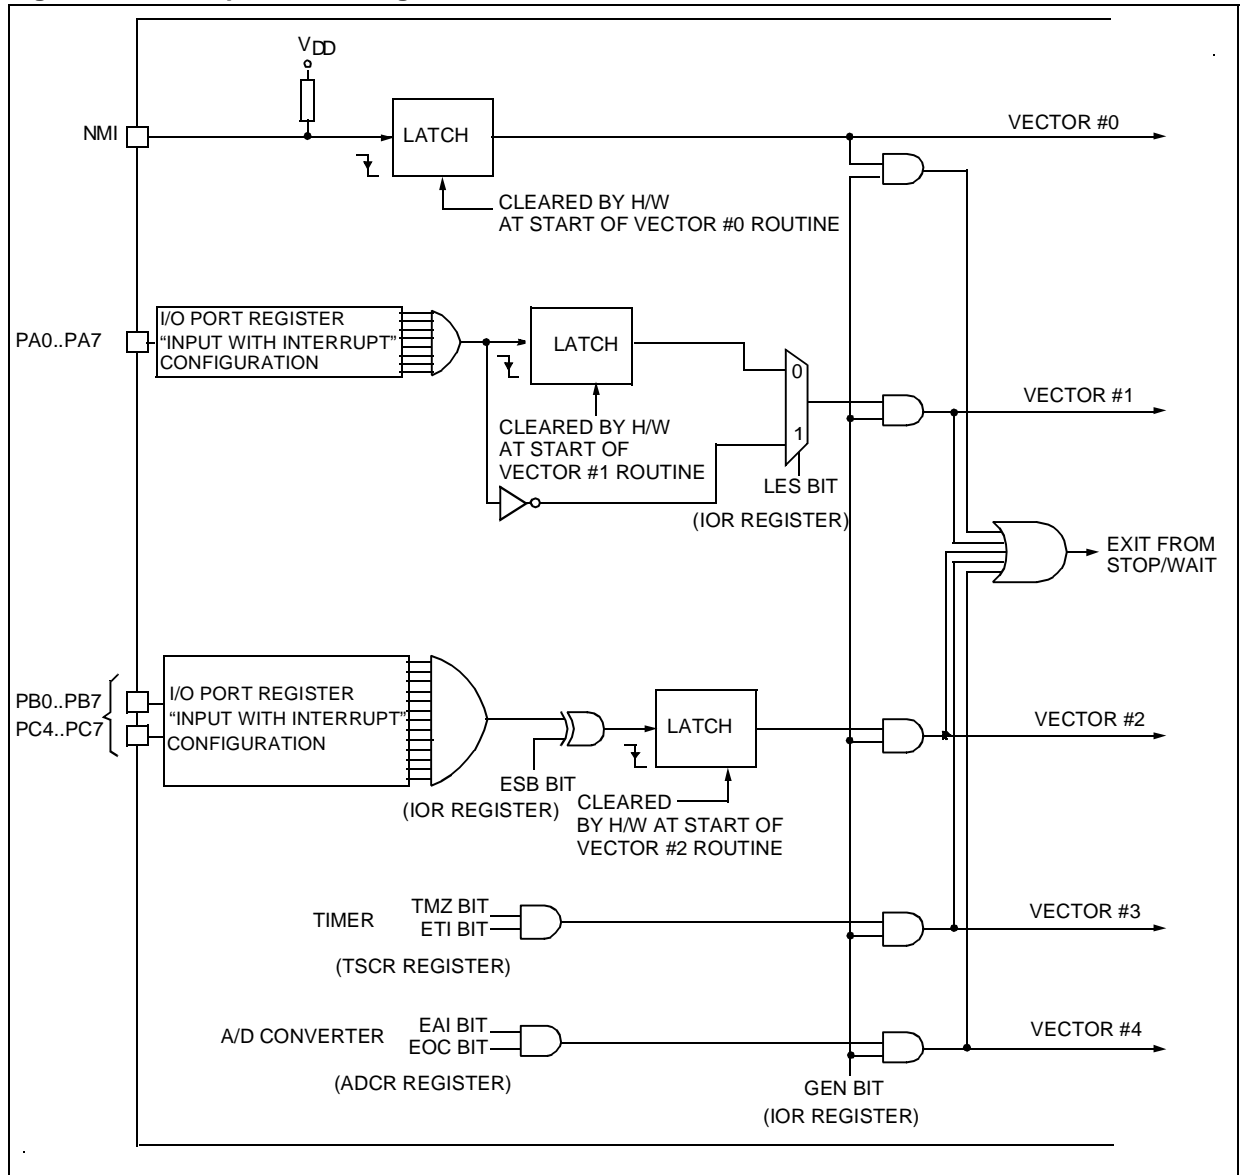 VDD
NMI
LATCH
VECTOR #0
CLEARED BY H/W
AT START OF VECTOR #0 ROUTINE
PA0..PA7
I/O PORT REGISTER
“INPUT WITH INTERRUPT”
CONFIGURATION
LATCH
0
1
VECTOR #1
CLEARED BY H/W
AT START OF
VECTOR #1 ROUTINE
LES BIT
(IOR REGISTER)
EXIT FROM
STOP/WAIT
PB0..PB7
PC4..PC7
I/O PORT REGISTER
“INPUT WITH INTERRUPT”
CONFIGURATION
LATCH
VECTOR #2
ESB BIT
(IOR REGISTER)
CLEARED
BY H/W AT START OF
VECTOR #2 ROUTINE
TIMER
TMZ BIT
ETI BIT
(TSCR REGISTER)
VECTOR #3
A/D CONVERTER
EAI BIT
EOC BIT
(ADCR REGISTER)
VECTOR #4
GEN BIT
(IOR REGISTER)